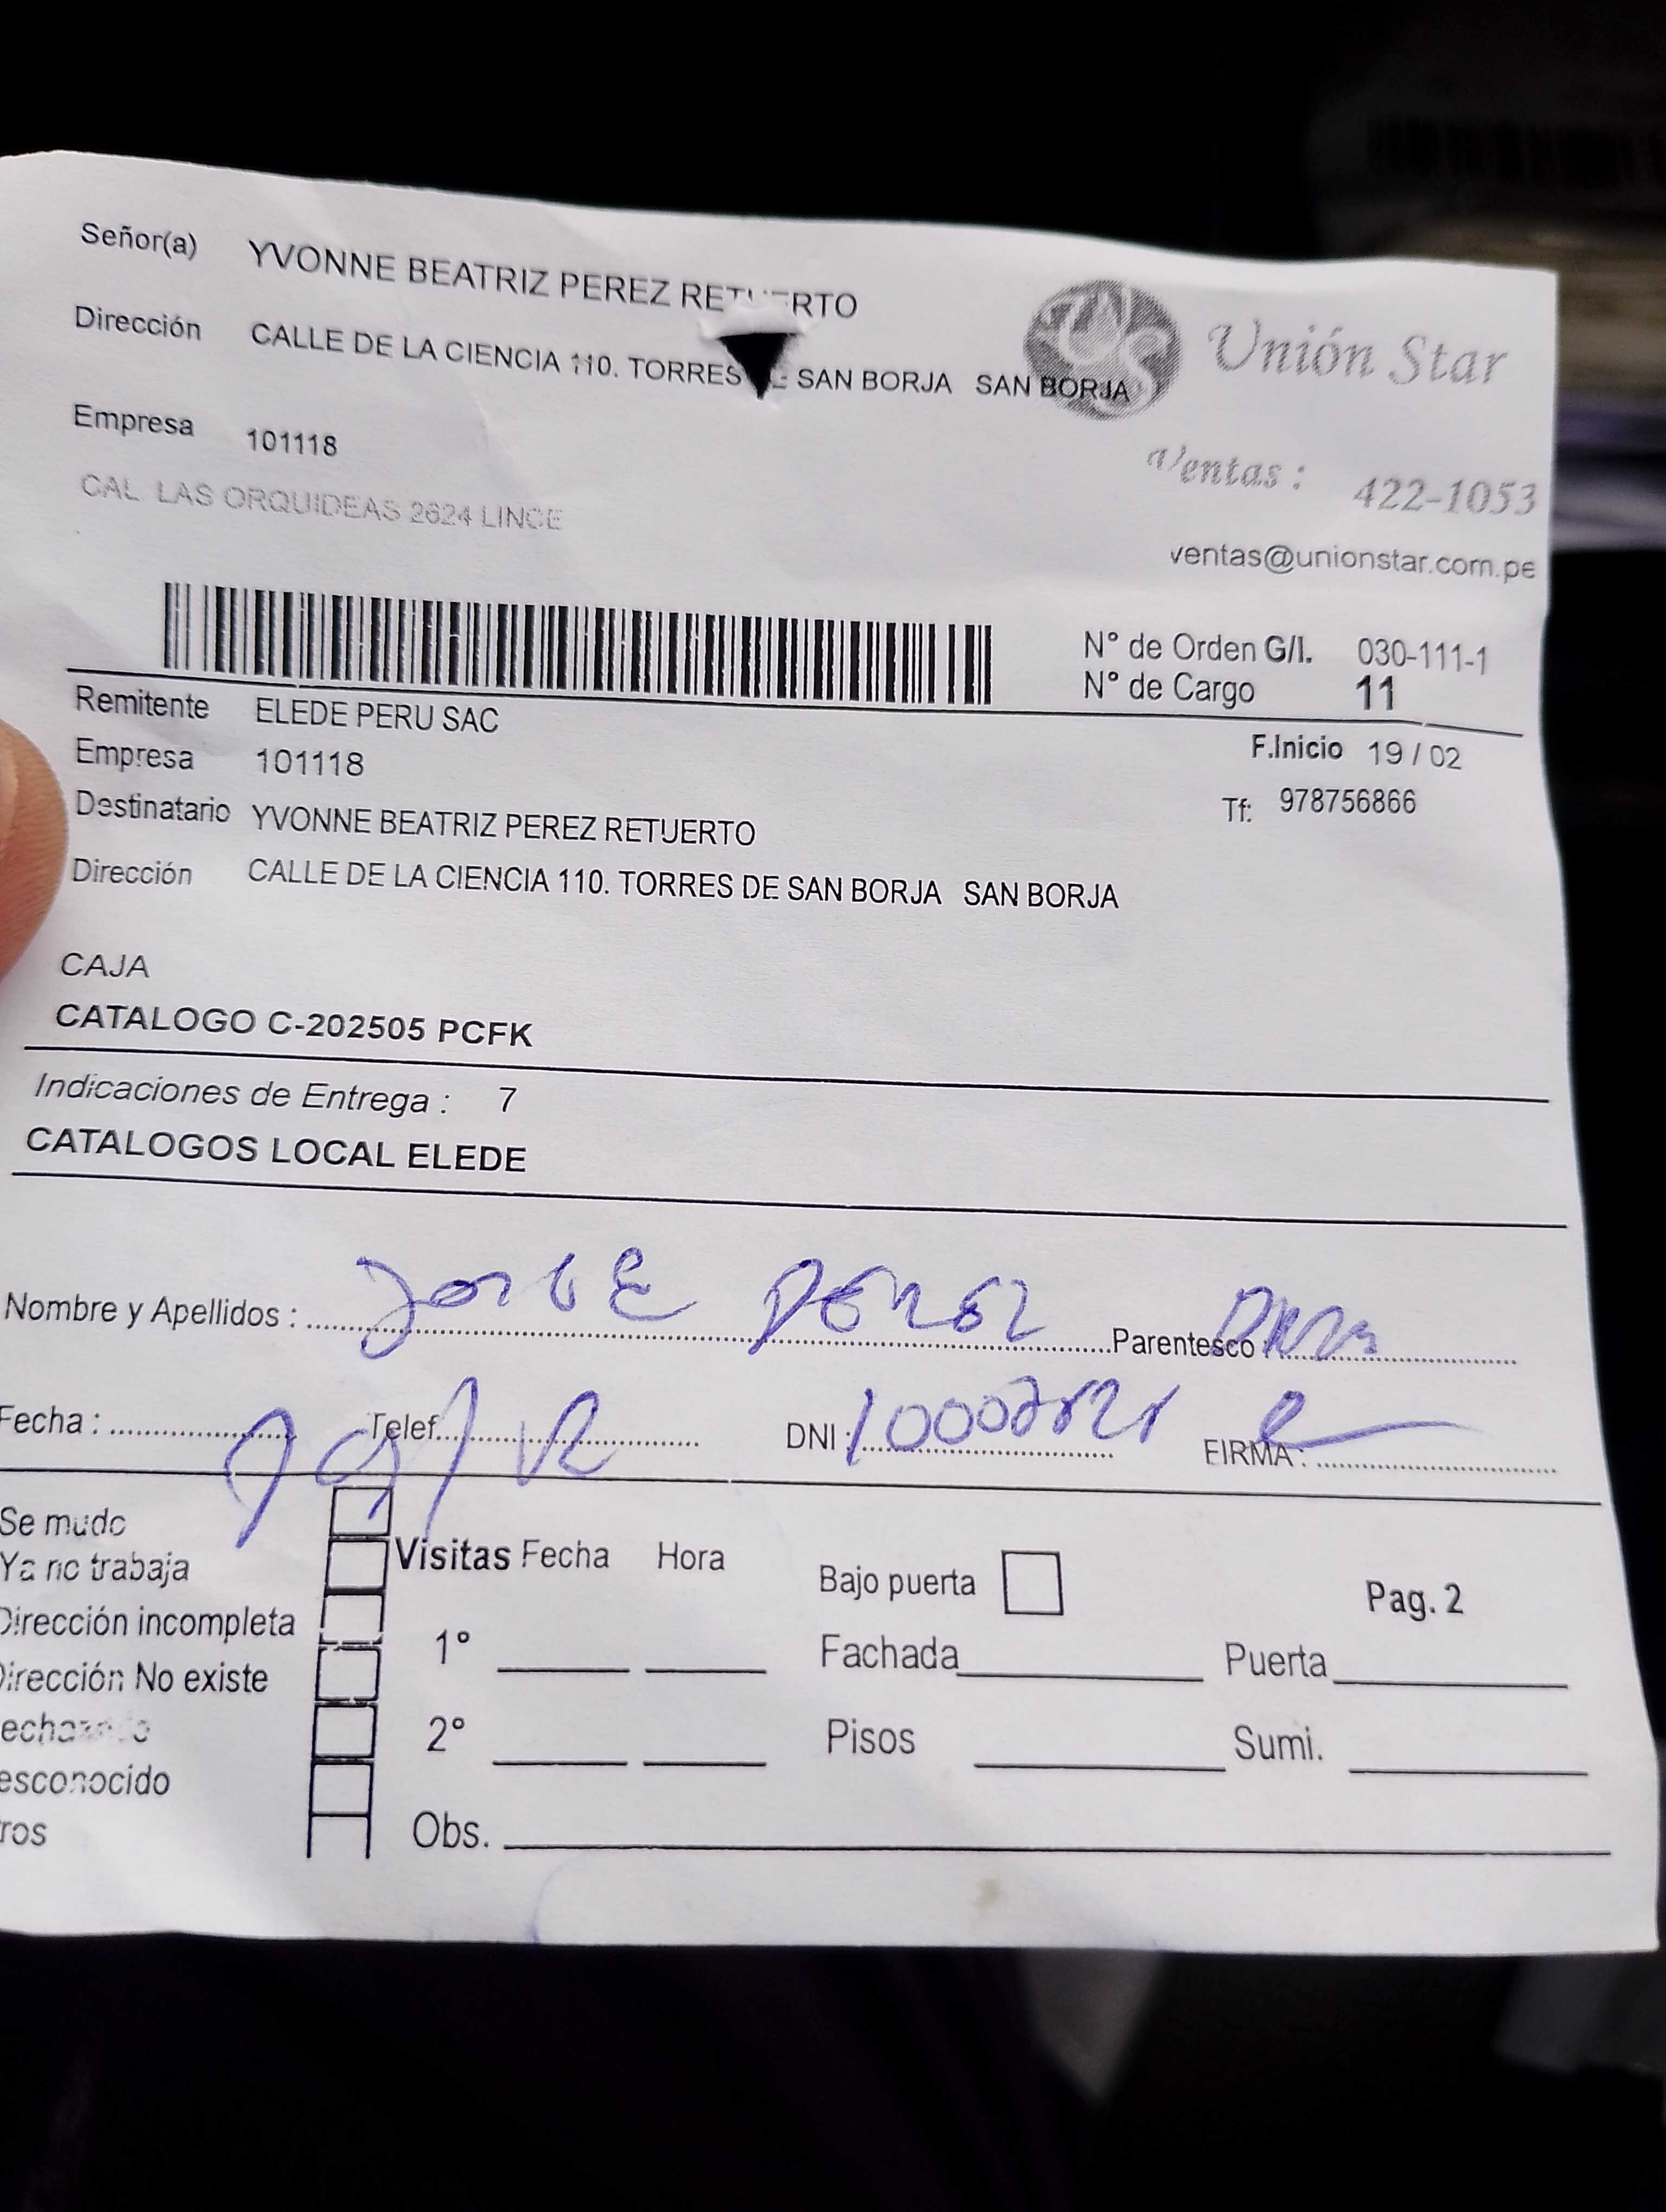 Señor(a) YVONNE BEATRIZ PEREZ RETUERTO
Dirección CALLE DE LA CIENCIA 110. TORRES DE SAN BORJA SAN BORJA
Unión Star
Empresa 101118
CAL LAS ORQUIDEAS 2624 LINCE
Ventas : 422-1053
ventas@unionstar.com.pe
N° de Orden G/I. 030-111-1
N° de Cargo 11
Remitente ELEDE PERU SAC
F.Inicio 19 / 02
Empresa 101118
Tf: 978756866
Destinatario YVONNE BEATRIZ PEREZ RETUERTO
Dirección CALLE DE LA CIENCIA 110. TORRES DE SAN BORJA SAN BORJA
CAJA
CATALOGO C-202505 PCFK
Indicaciones de Entrega : 7
CATALOGOS LOCAL ELEDE
Nombre y Apellidos : JORGE PEREZ Parentesco :
Fecha : Telef. DNI : FIRMA :
Se mudo
Ya no trabaja
Visitas Fecha Hora
Bajo puerta
Pag. 2
Dirección incompleta
1° Fachada Puerta
Dirección No existe
echazado
2° Pisos Sumi.
esconocido
ros
Obs.